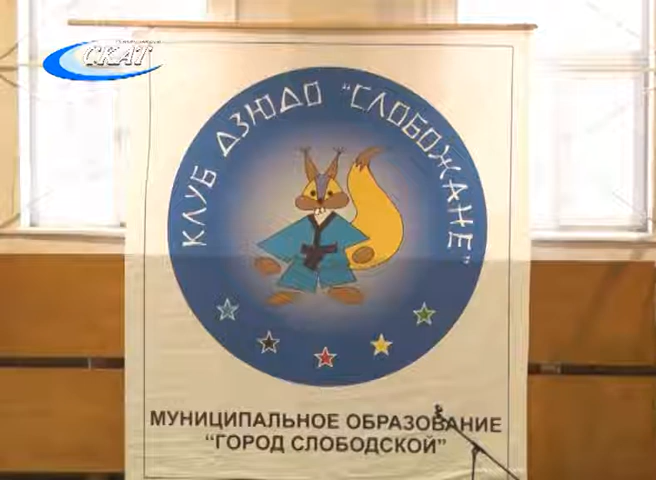 СКАТ
КЛУБ ДЗЮДО "СЛОБОЖАНЕ"
МУНИЦИПАЛЬНОЕ ОБРАЗОВАНИЕ
"ГОРОД СЛОБОДСКОЙ"